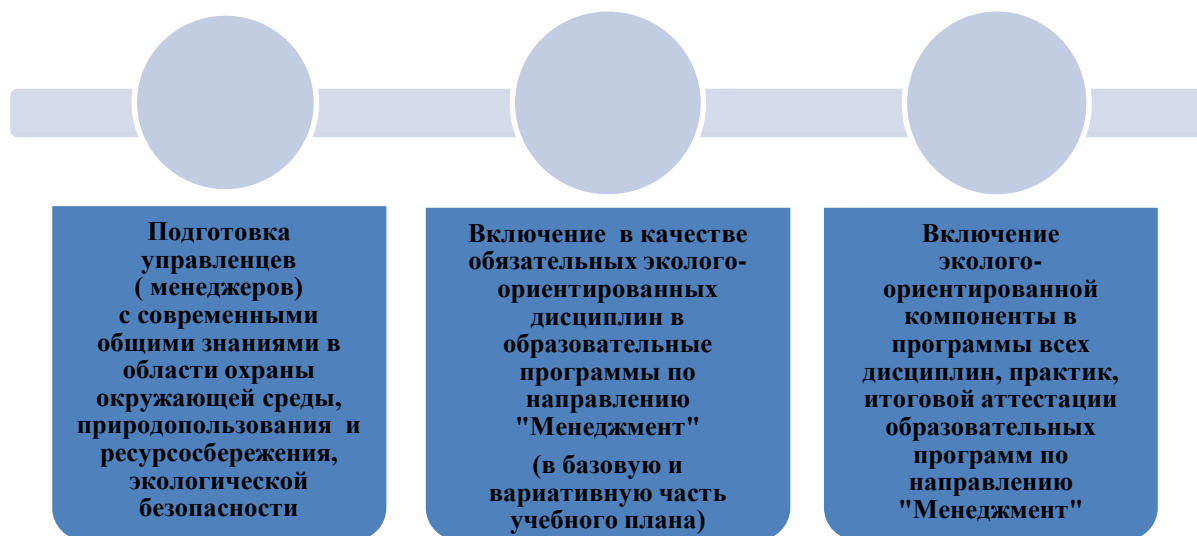 Подготовка
управленцев
( менеджеров)
с современными
общими знаниями в
области охраны
окружающей среды,
природопользования и
ресурсосбережения,
экологической
безопасности
Включение в качестве
обязательных эколого-
ориентированных
дисциплин в
образовательные
программы по
направлению
"Менеджмент"
(в базовую и
вариативную часть
учебного плана)
Включение
эколого-
ориентированной
компоненты в
программы всех
дисциплин, практик,
итоговой аттестации
образовательных
программ по
направлению
"Менеджмент"